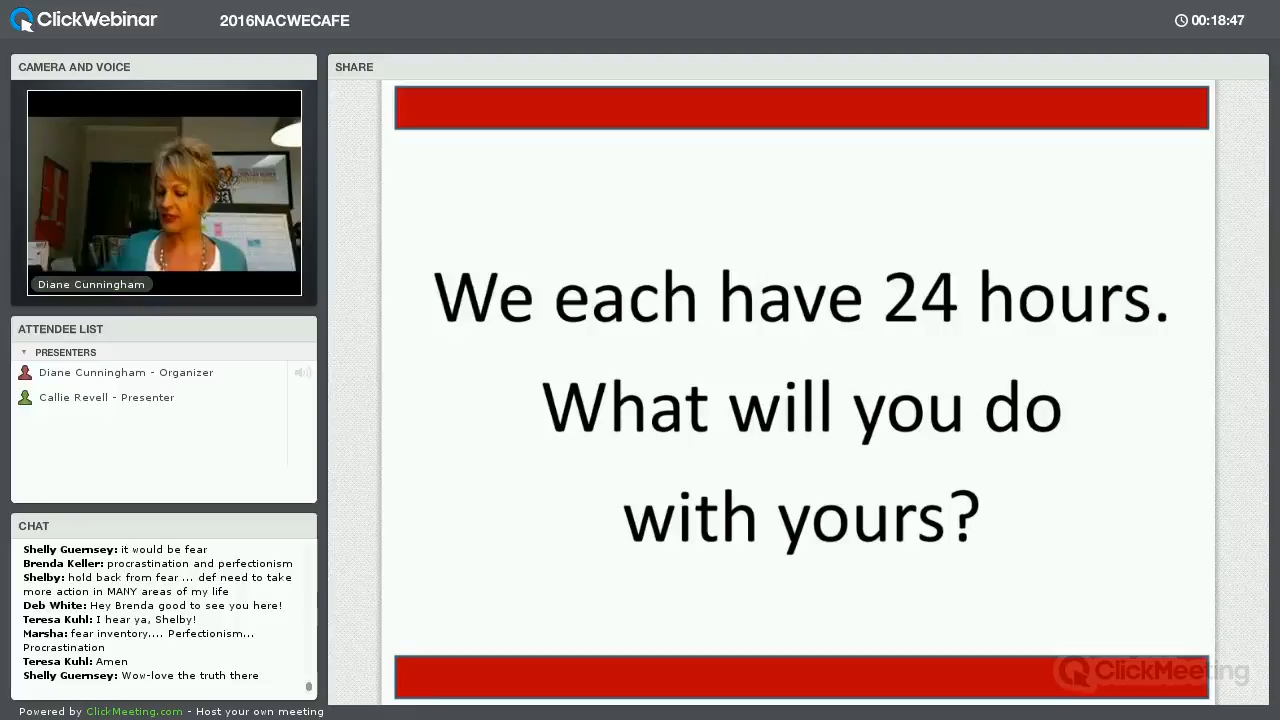 ClickWebinar
2016NACWECAFE
00:18:47
CAMERA AND VOICE
Diane Cunningham
ATTENDEE LIST
PRESENTERS
Diane Cunningham - Organizer
Callie Revell - Presenter
CHAT
Shelly Guernsey: it would be fear
Brenda Keller: procrastination and perfectionism
Shelby: hold back from fear ... def need to take
more action in MANY areas of my life
Deb White: Hey Brenda good to see you here!
Teresa Kuhl: I hear ya, Shelby!
Marsha: fear inventory.... Perfectionism...
Procrastination..
Teresa Kuhl: Amen
Shelly Guernsey: Wow-love the truth there
Powered by ClickMeeting.com - Host your own meeting
SHARE
We each have 24 hours.
What will you do
with yours?
ClickMeeting